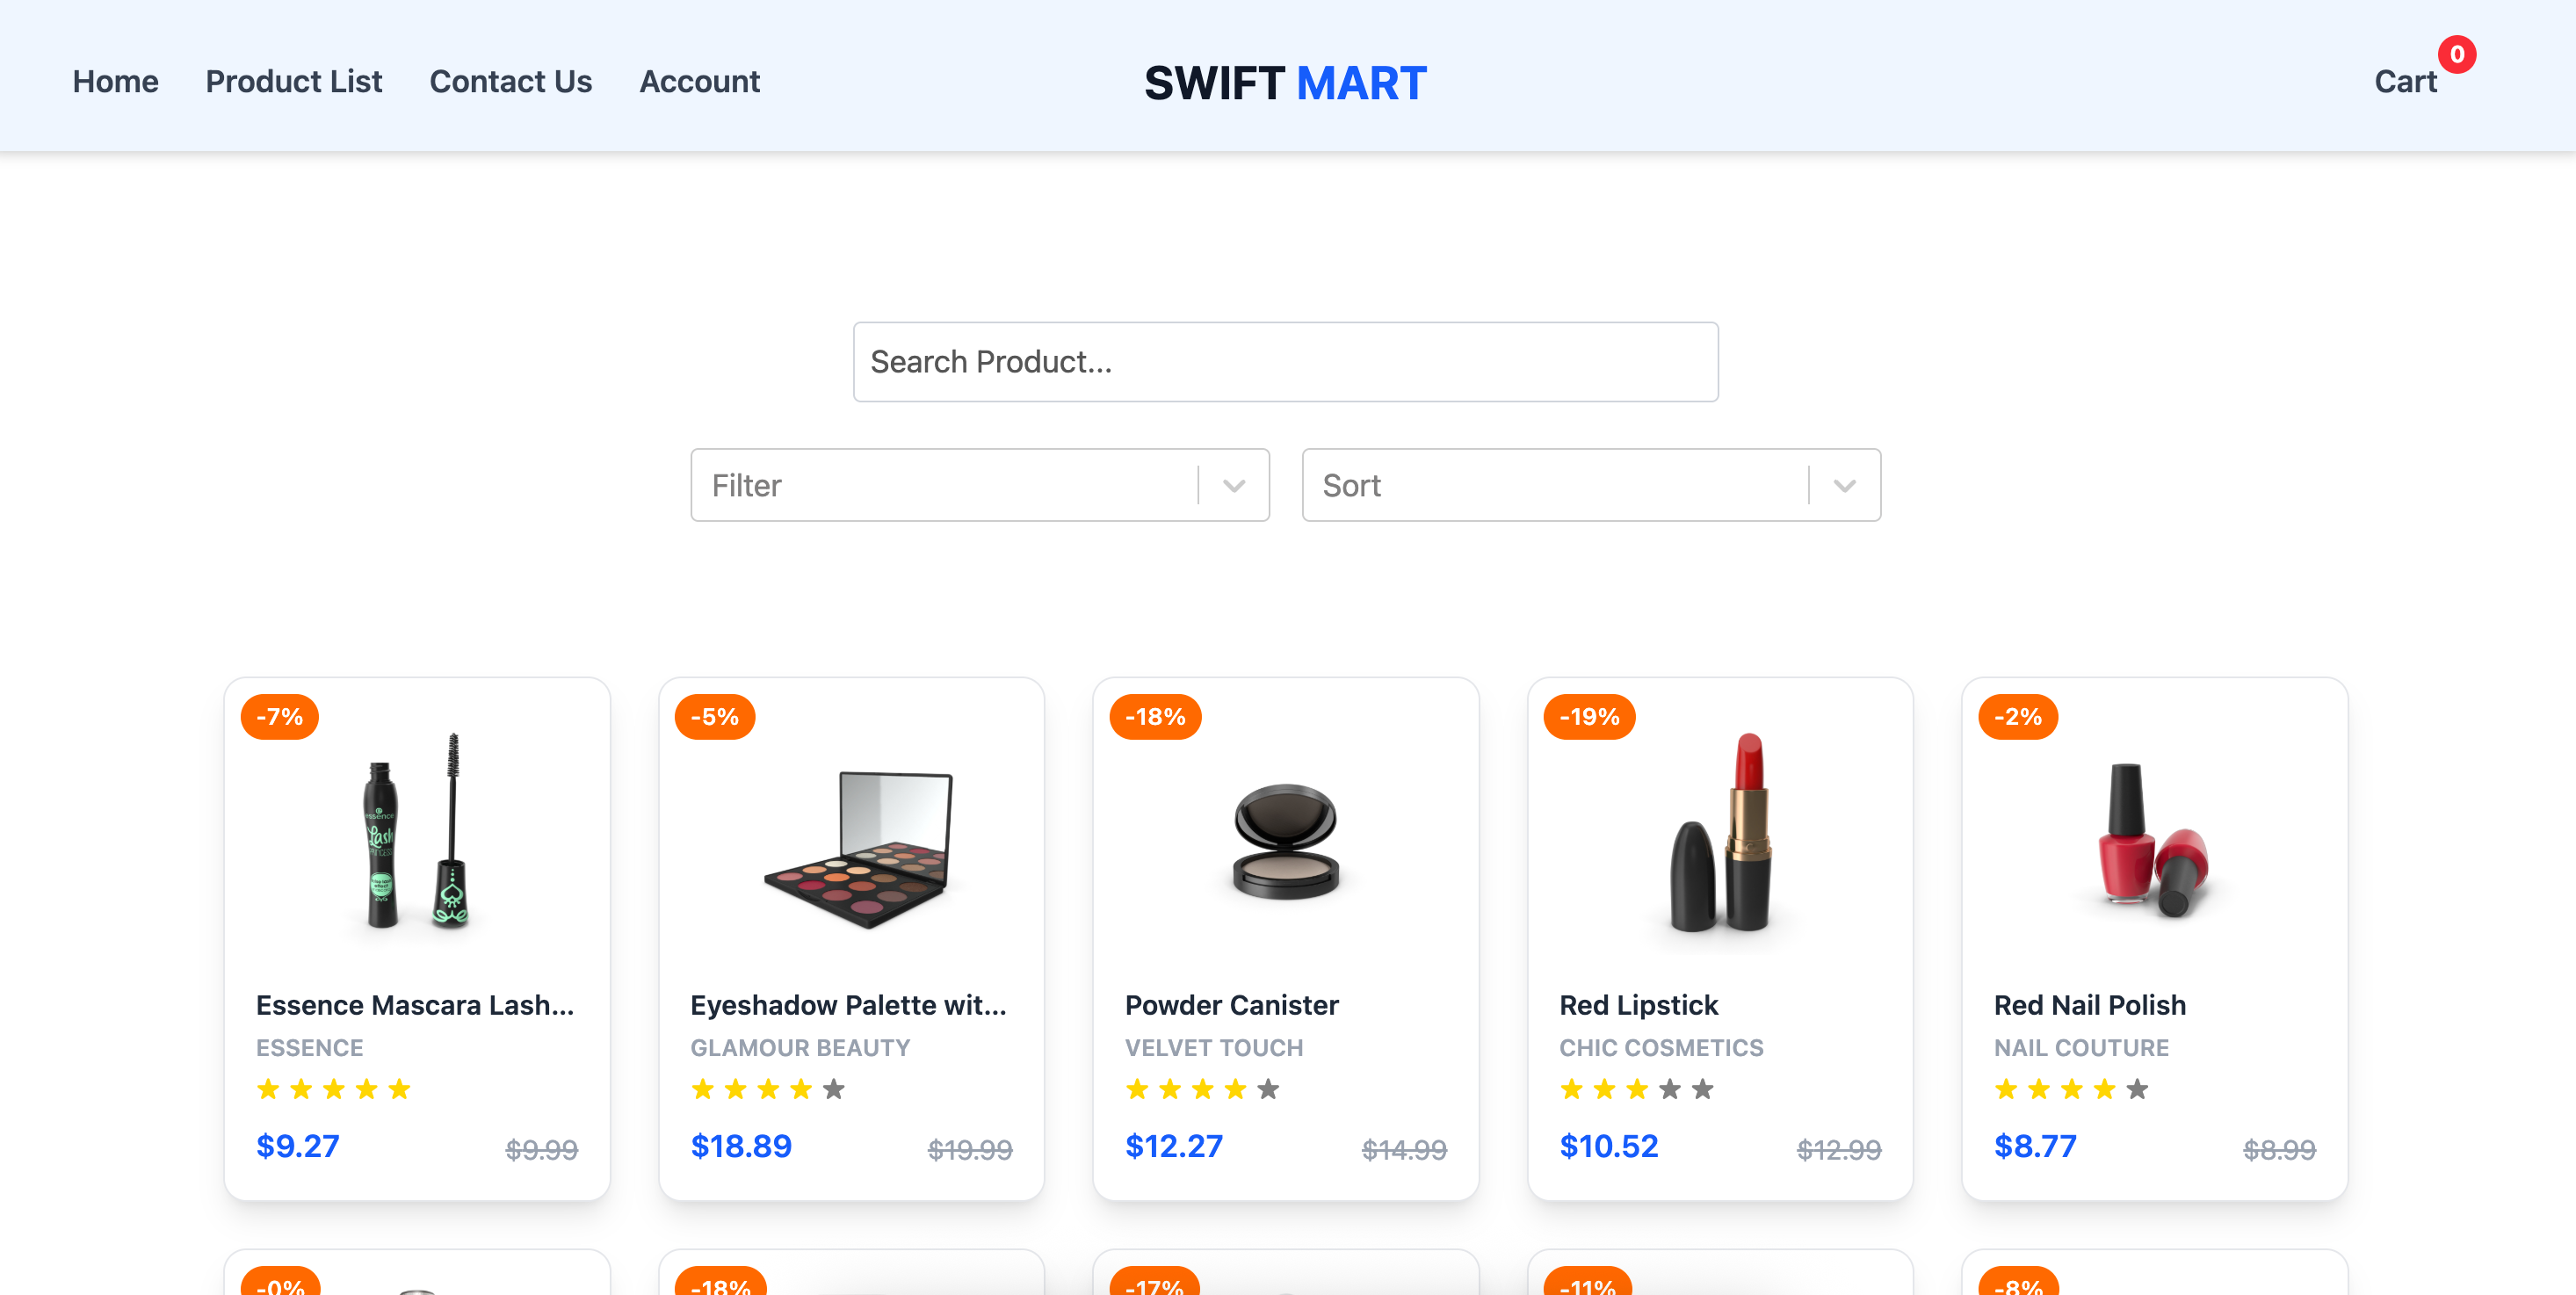 Home Product List Contact Us Account SWIFT MART Cart 0
Search Product...
Filter Sort
-7% -5% -18% -19% -2%
essence
Lash
Essence Mascara Lash... Eyeshadow Palette wit... Powder Canister Red Lipstick Red Nail Polish
ESSENCE GLAMOUR BEAUTY VELVET TOUCH CHIC COSMETICS NAIL COUTURE
$9.27 $9.99 $18.89 $19.99 $12.27 $14.99 $10.52 $12.99 $8.77 $8.99
-0% -18% -17% -11% -8%